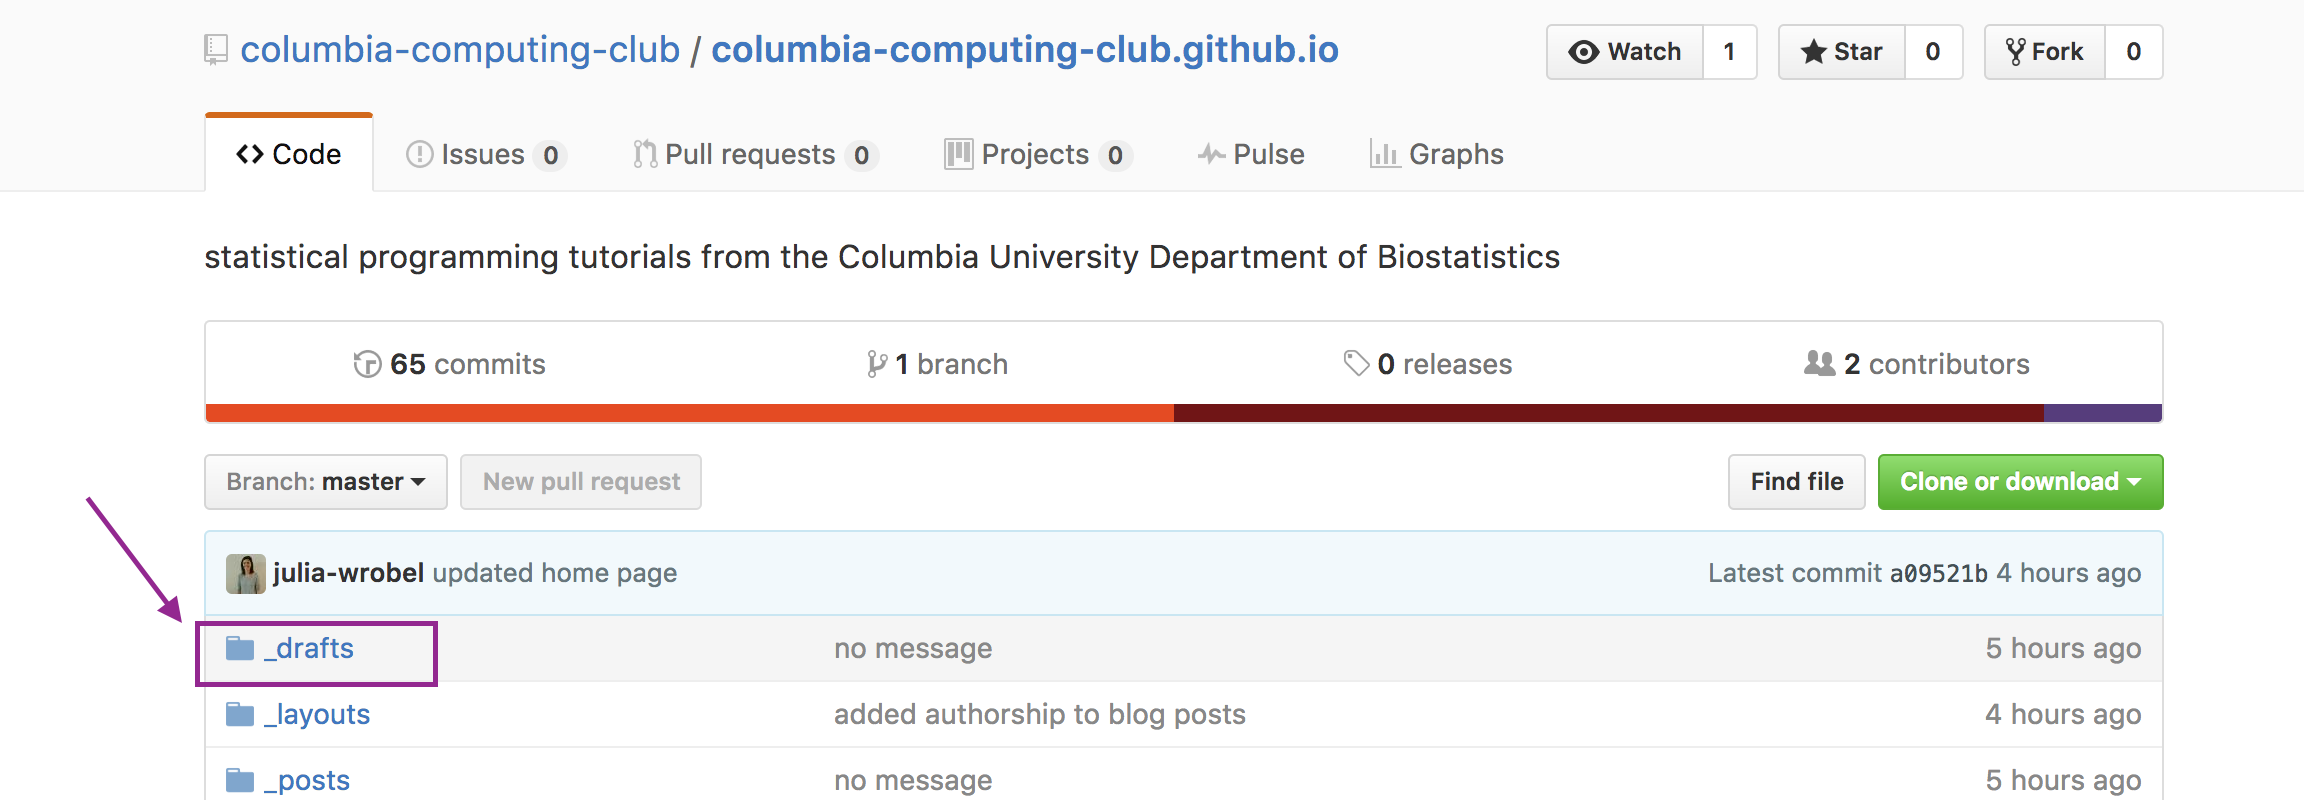 columbia-computing-club / columbia-computing-club.github.io Watch 1 Star 0 Fork 0
Code Issues 0 Pull requests 0 Projects 0 Pulse Graphs
statistical programming tutorials from the Columbia University Department of Biostatistics
65 commits 1 branch 0 releases 2 contributors
Branch: master New pull request Find file Clone or download
julia-wrobel updated home page Latest commit a09521b 4 hours ago
_drafts no message 5 hours ago
_layouts added authorship to blog posts 4 hours ago
_posts no message 5 hours ago